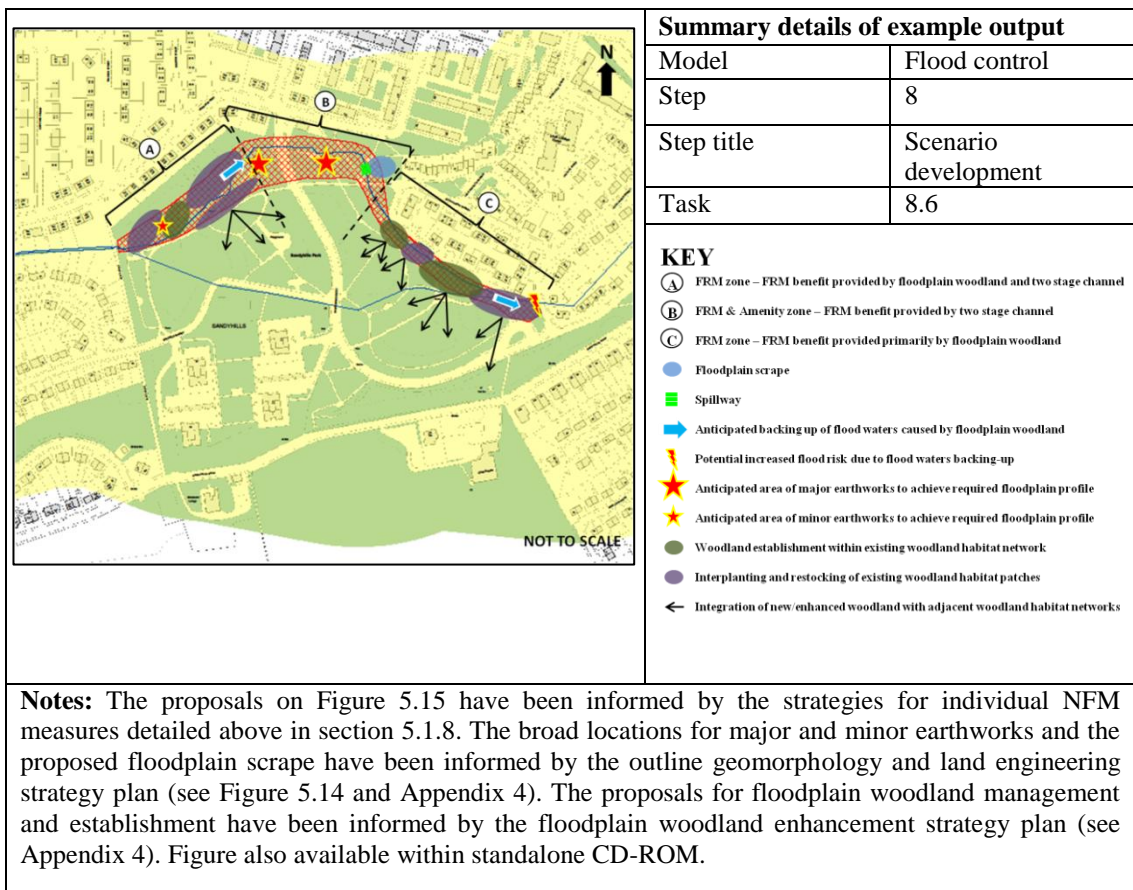 N
B
A
C
Sandyhills Park
SANDYHILLS
NOT TO SCALE
Summary details of example output
Model Flood control
Step 8
Step title Scenario
development
Task 8.6
KEY
A FRM zone – FRM benefit provided by floodplain woodland and two stage channel
B FRM & Amenity zone – FRM benefit provided by two stage channel
C FRM zone – FRM benefit provided primarily by floodplain woodland
Floodplain scrape
Spillway
Anticipated backing up of flood waters caused by floodplain woodland
Potential increased flood risk due to flood waters backing-up
Anticipated area of major earthworks to achieve required floodplain profile
Anticipated area of minor earthworks to achieve required floodplain profile
Woodland establishment within existing woodland habitat network
Interplanting and restocking of existing woodland habitat patches
Integration of new/enhanced woodland with adjacent woodland habitat networks
Notes: The proposals on Figure 5.15 have been informed by the strategies for individual NFM
measures detailed above in section 5.1.8. The broad locations for major and minor earthworks and the
proposed floodplain scrape have been informed by the outline geomorphology and land engineering
strategy plan (see Figure 5.14 and Appendix 4). The proposals for floodplain woodland management
and establishment have been informed by the floodplain woodland enhancement strategy plan (see
Appendix 4). Figure also available within standalone CD-ROM.